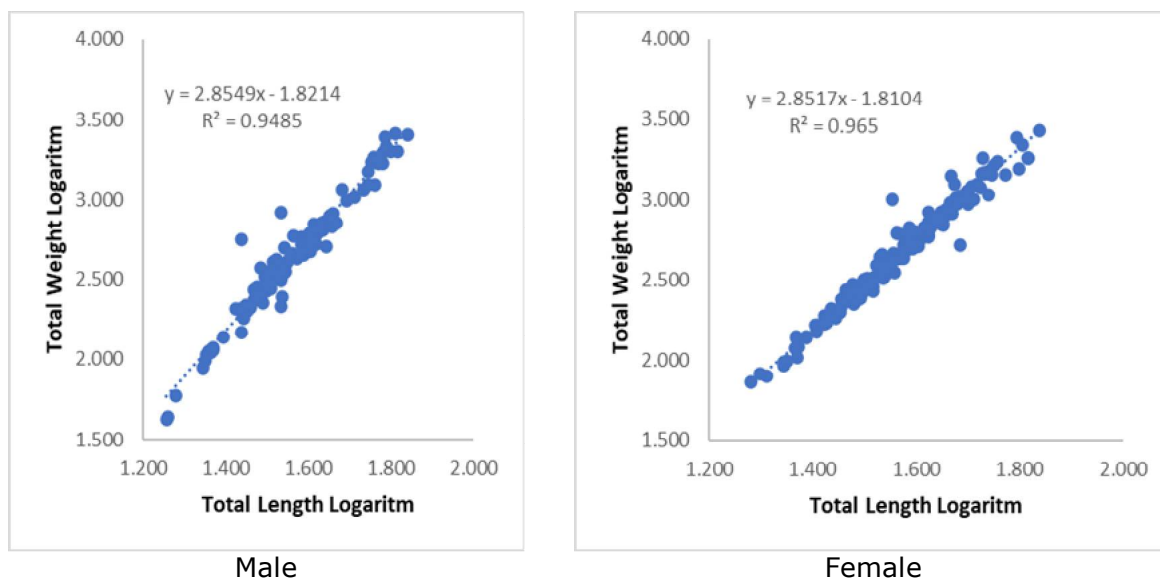 4.000
3.500
3.000
2.500
2.000
1.500
Total Weight Logaritm
y = 2.8549x - 1.8214
R² = 0.9485
1.200 1.400 1.600 1.800 2.000
Total Length Logaritm
Male
4.000
3.500
3.000
2.500
2.000
1.500
Total Weight Logaritm
y = 2.8517x - 1.8104
R² = 0.965
1.200 1.400 1.600 1.800 2.000
Total Length Logaritm
Female